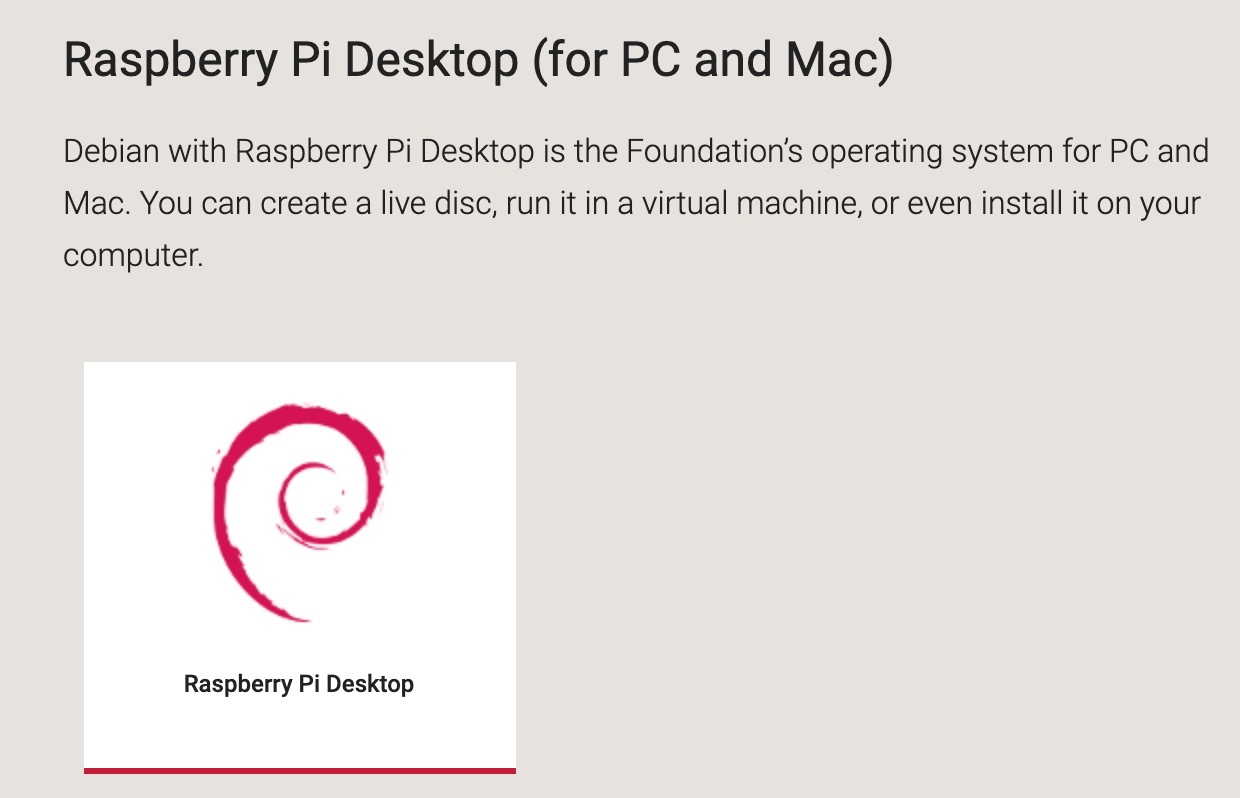 Raspberry Pi Desktop (for PC and Mac)
Debian with Raspberry Pi Desktop is the Foundation’s operating system for PC and
Mac. You can create a live disc, run it in a virtual machine, or even install it on your
computer.
Raspberry Pi Desktop